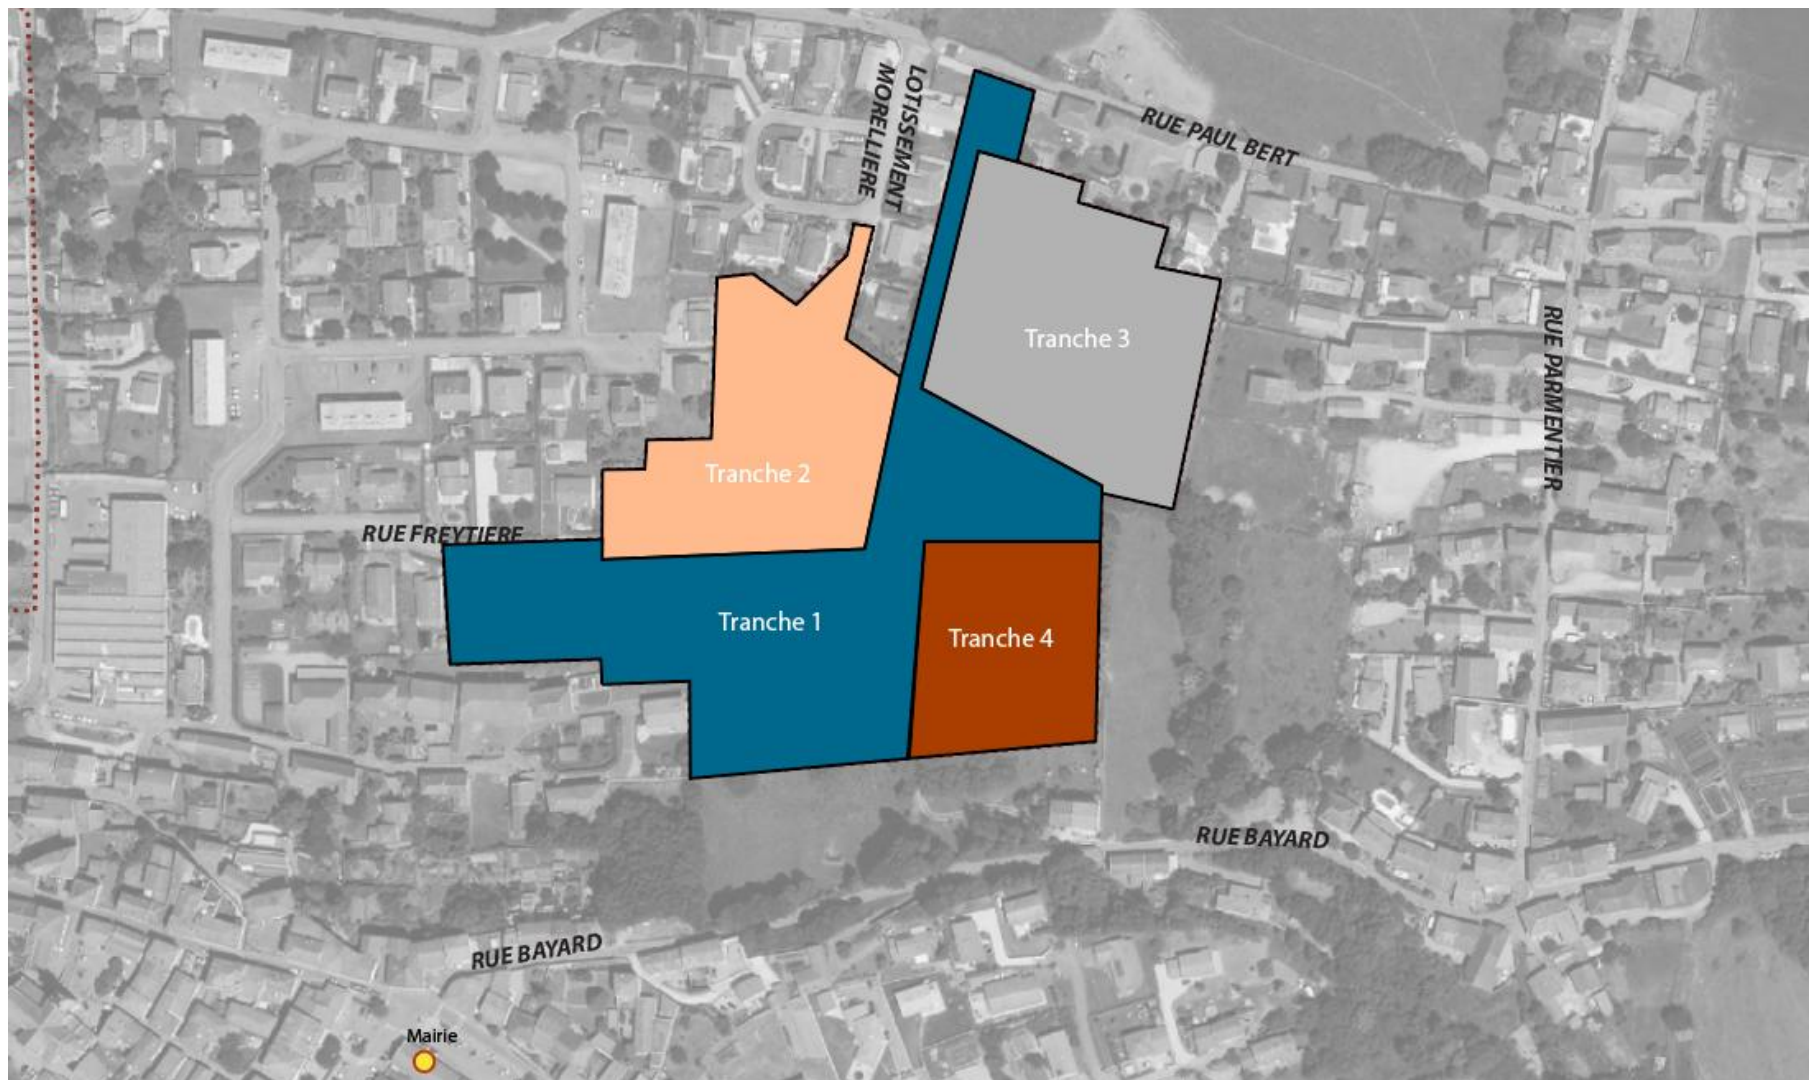 LOTISSEMENT
MORELLIERE
RUE PAUL BERT
Tranche 3
RUE PARMENTIER
Tranche 2
RUE FREYTIERE
Tranche 1
Tranche 4
RUE BAYARD
RUE BAYARD
Mairie